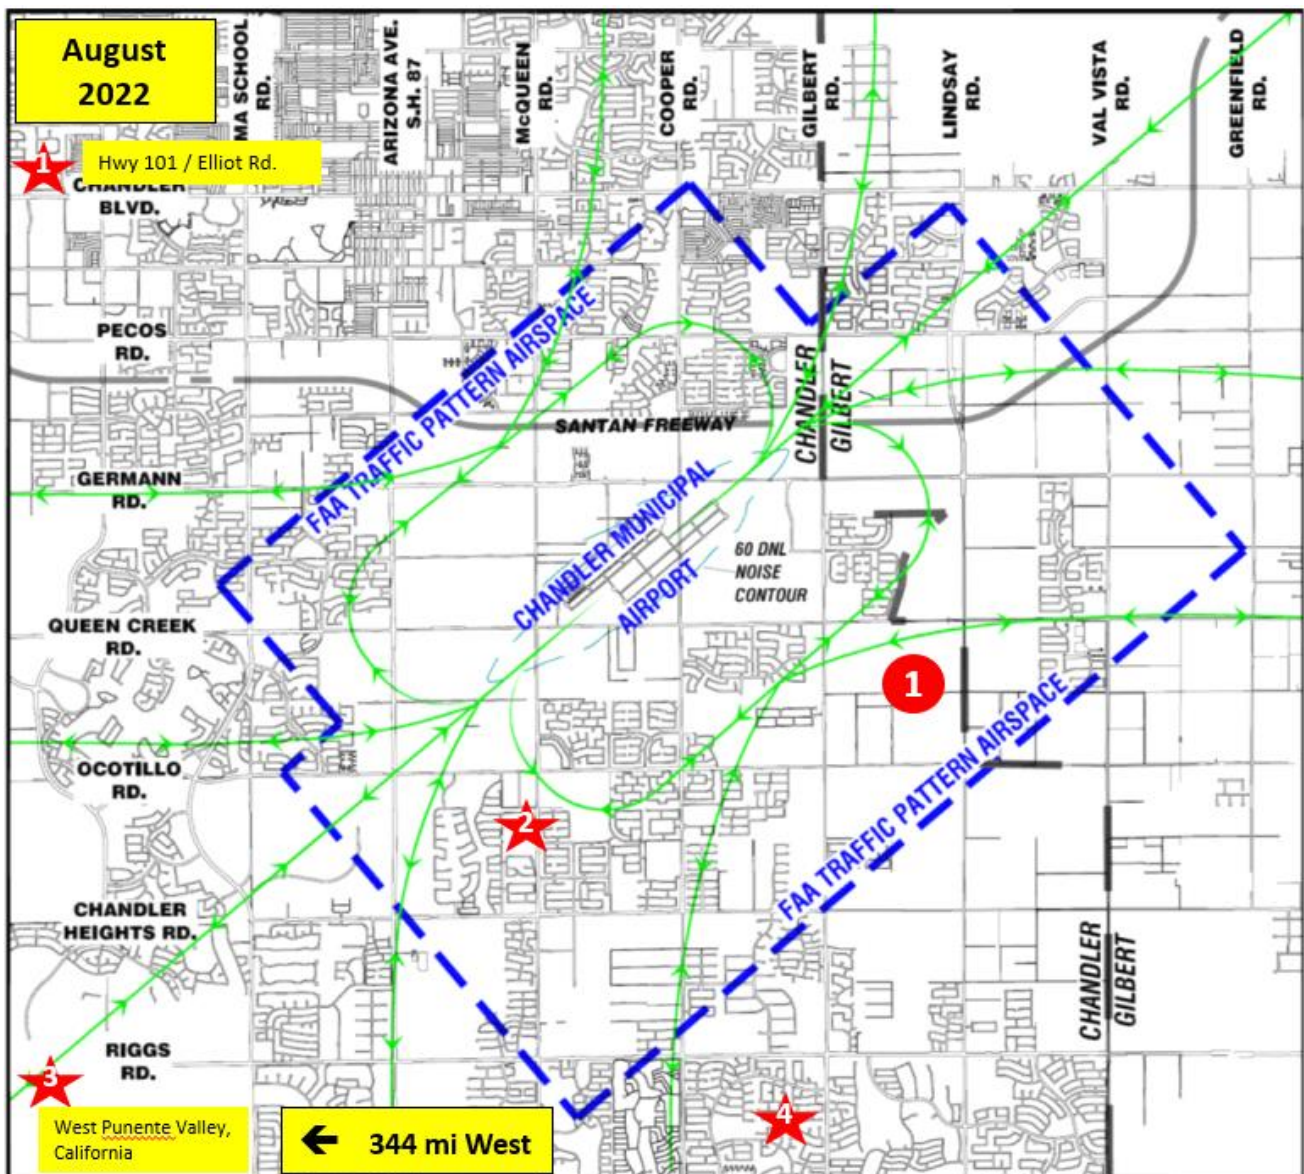 August
2022
MA SCHOOL
RD.
ARIZONA AVE.
S.H. 87
McQUEEN
RD.
COOPER
RD.
GILBERT
RD.
LINDSAY
RD.
VAL VISTA
RD.
GREENFIELD
RD.
1
Hwy 101 / Elliot Rd.
CHANDLER
BLVD.
PECOS
RD.
FAA TRAFFIC PATTERN AIRSPACE
CHANDLER
GILBERT
SANTAN FREEWAY
GERMANN
RD.
CHANDLER MUNICIPAL
AIRPORT
60 DNL
NOISE
CONTOUR
QUEEN CREEK
RD.
1
OCOTILLO
RD.
2
FAA TRAFFIC PATTERN AIRSPACE
CHANDLER
HEIGHTS RD.
CHANDLER
GILBERT
RIGGS
RD.
3
4
West Punente Valley,
California
← 344 mi West